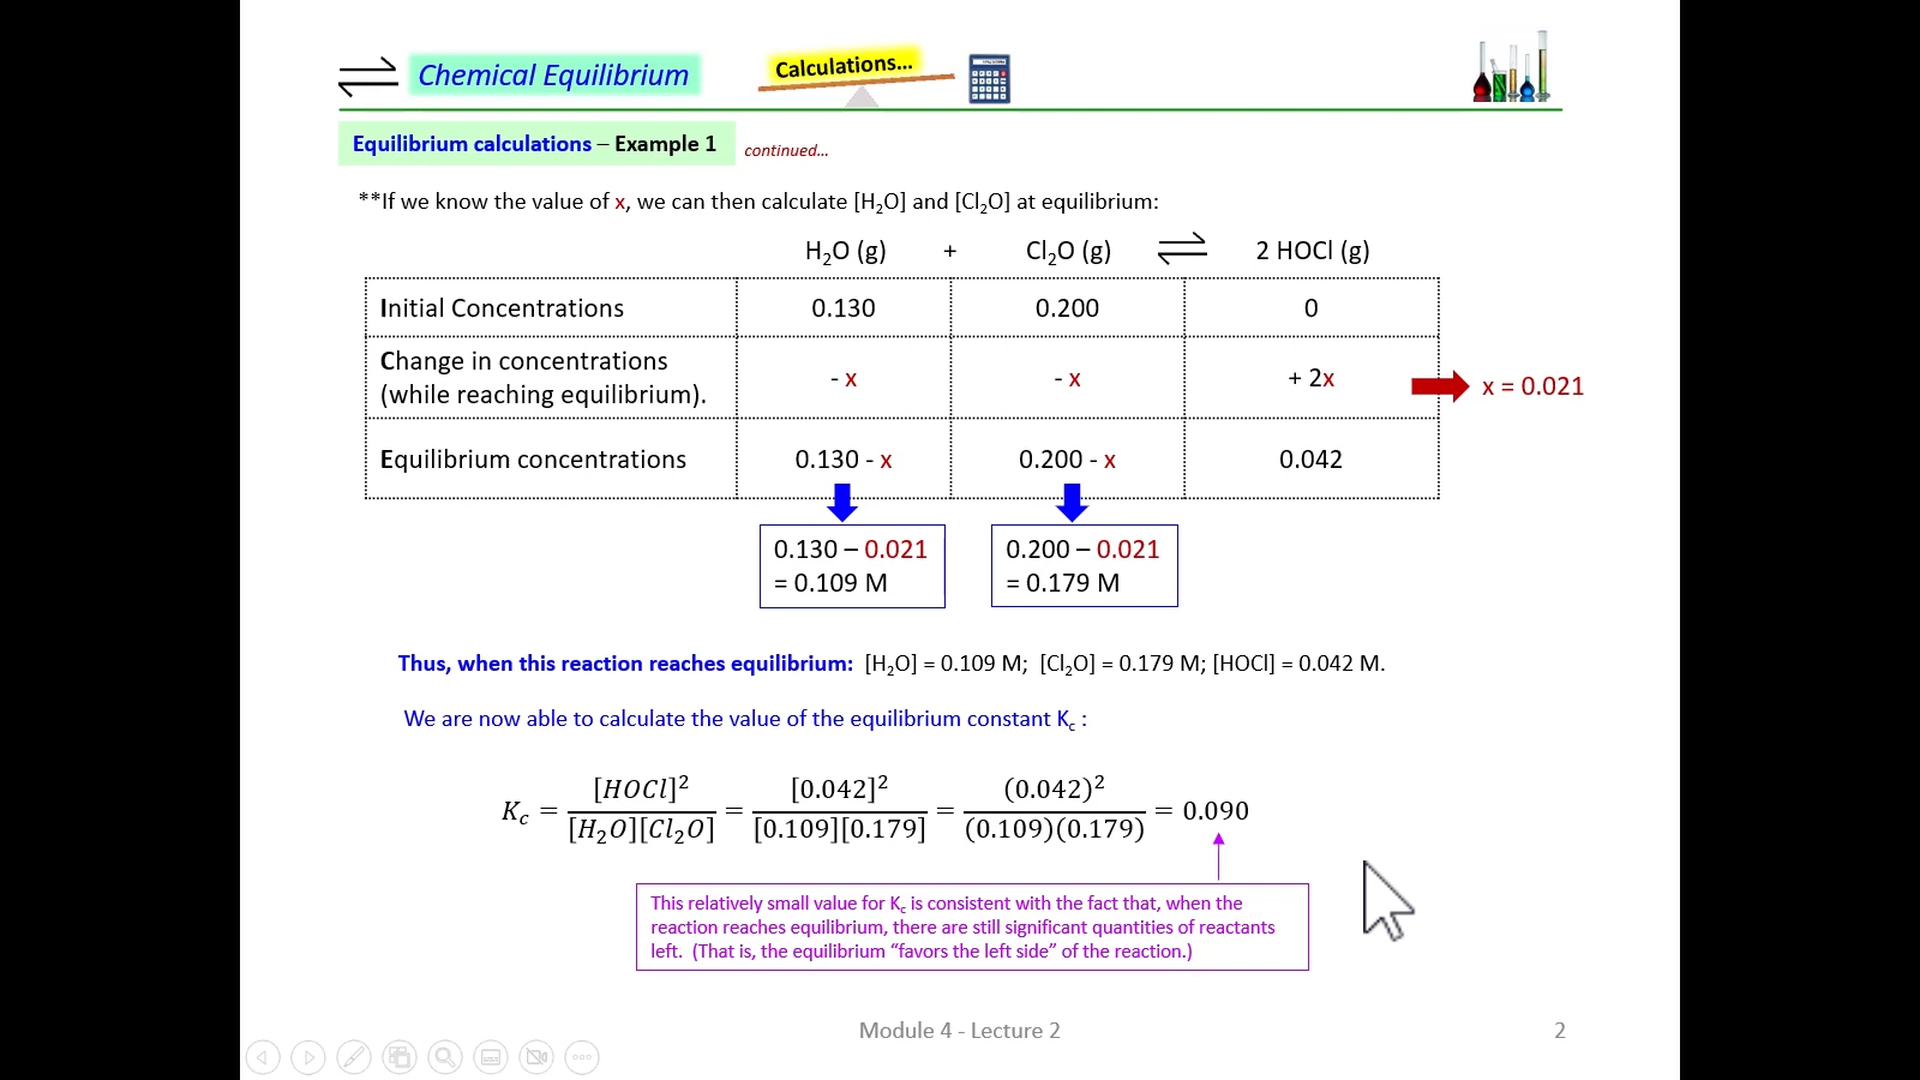 Chemical Equilibrium
Calculations...
Equilibrium calculations – Example 1
continued...
**If we know the value of x, we can then calculate [H₂O] and [Cl₂O] at equilibrium:
H₂O (g) + Cl₂O (g) ⇌ 2 HOCl (g)
Initial Concentrations 0.130 0.200 0
Change in concentrations
(while reaching equilibrium).
- x - x + 2x x = 0.021
Equilibrium concentrations 0.130 - x 0.200 - x 0.042
0.130 – 0.021
= 0.109 M
0.200 – 0.021
= 0.179 M
Thus, when this reaction reaches equilibrium: [H₂O] = 0.109 M; [Cl₂O] = 0.179 M; [HOCl] = 0.042 M.
We are now able to calculate the value of the equilibrium constant K꜀ :
K꜀ = [HOCl]² / [H₂O][Cl₂O] = [0.042]² / [0.109][0.179] = (0.042)² / (0.109)(0.179) = 0.090
This relatively small value for K꜀ is consistent with the fact that, when the
reaction reaches equilibrium, there are still significant quantities of reactants
left. (That is, the equilibrium “favors the left side” of the reaction.)
Module 4 - Lecture 2
2